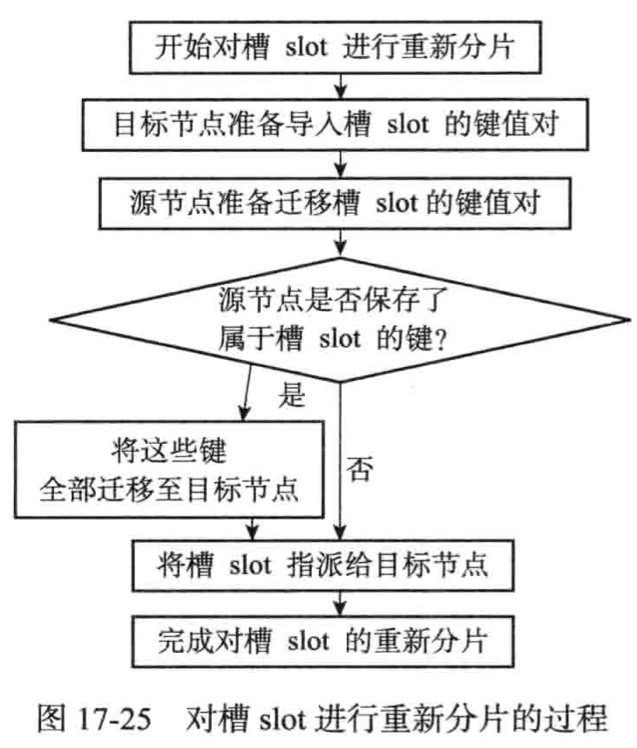 开始对槽 slot 进行重新分片
目标节点准备导入槽 slot 的键值对
源节点准备迁移槽 slot 的键值对
源节点是否保存了
属于槽 slot 的键?
是
将这些键
全部迁移至目标节点
否
将槽 slot 指派给目标节点
完成对槽 slot 的重新分片
图 17-25 对槽 slot 进行重新分片的过程